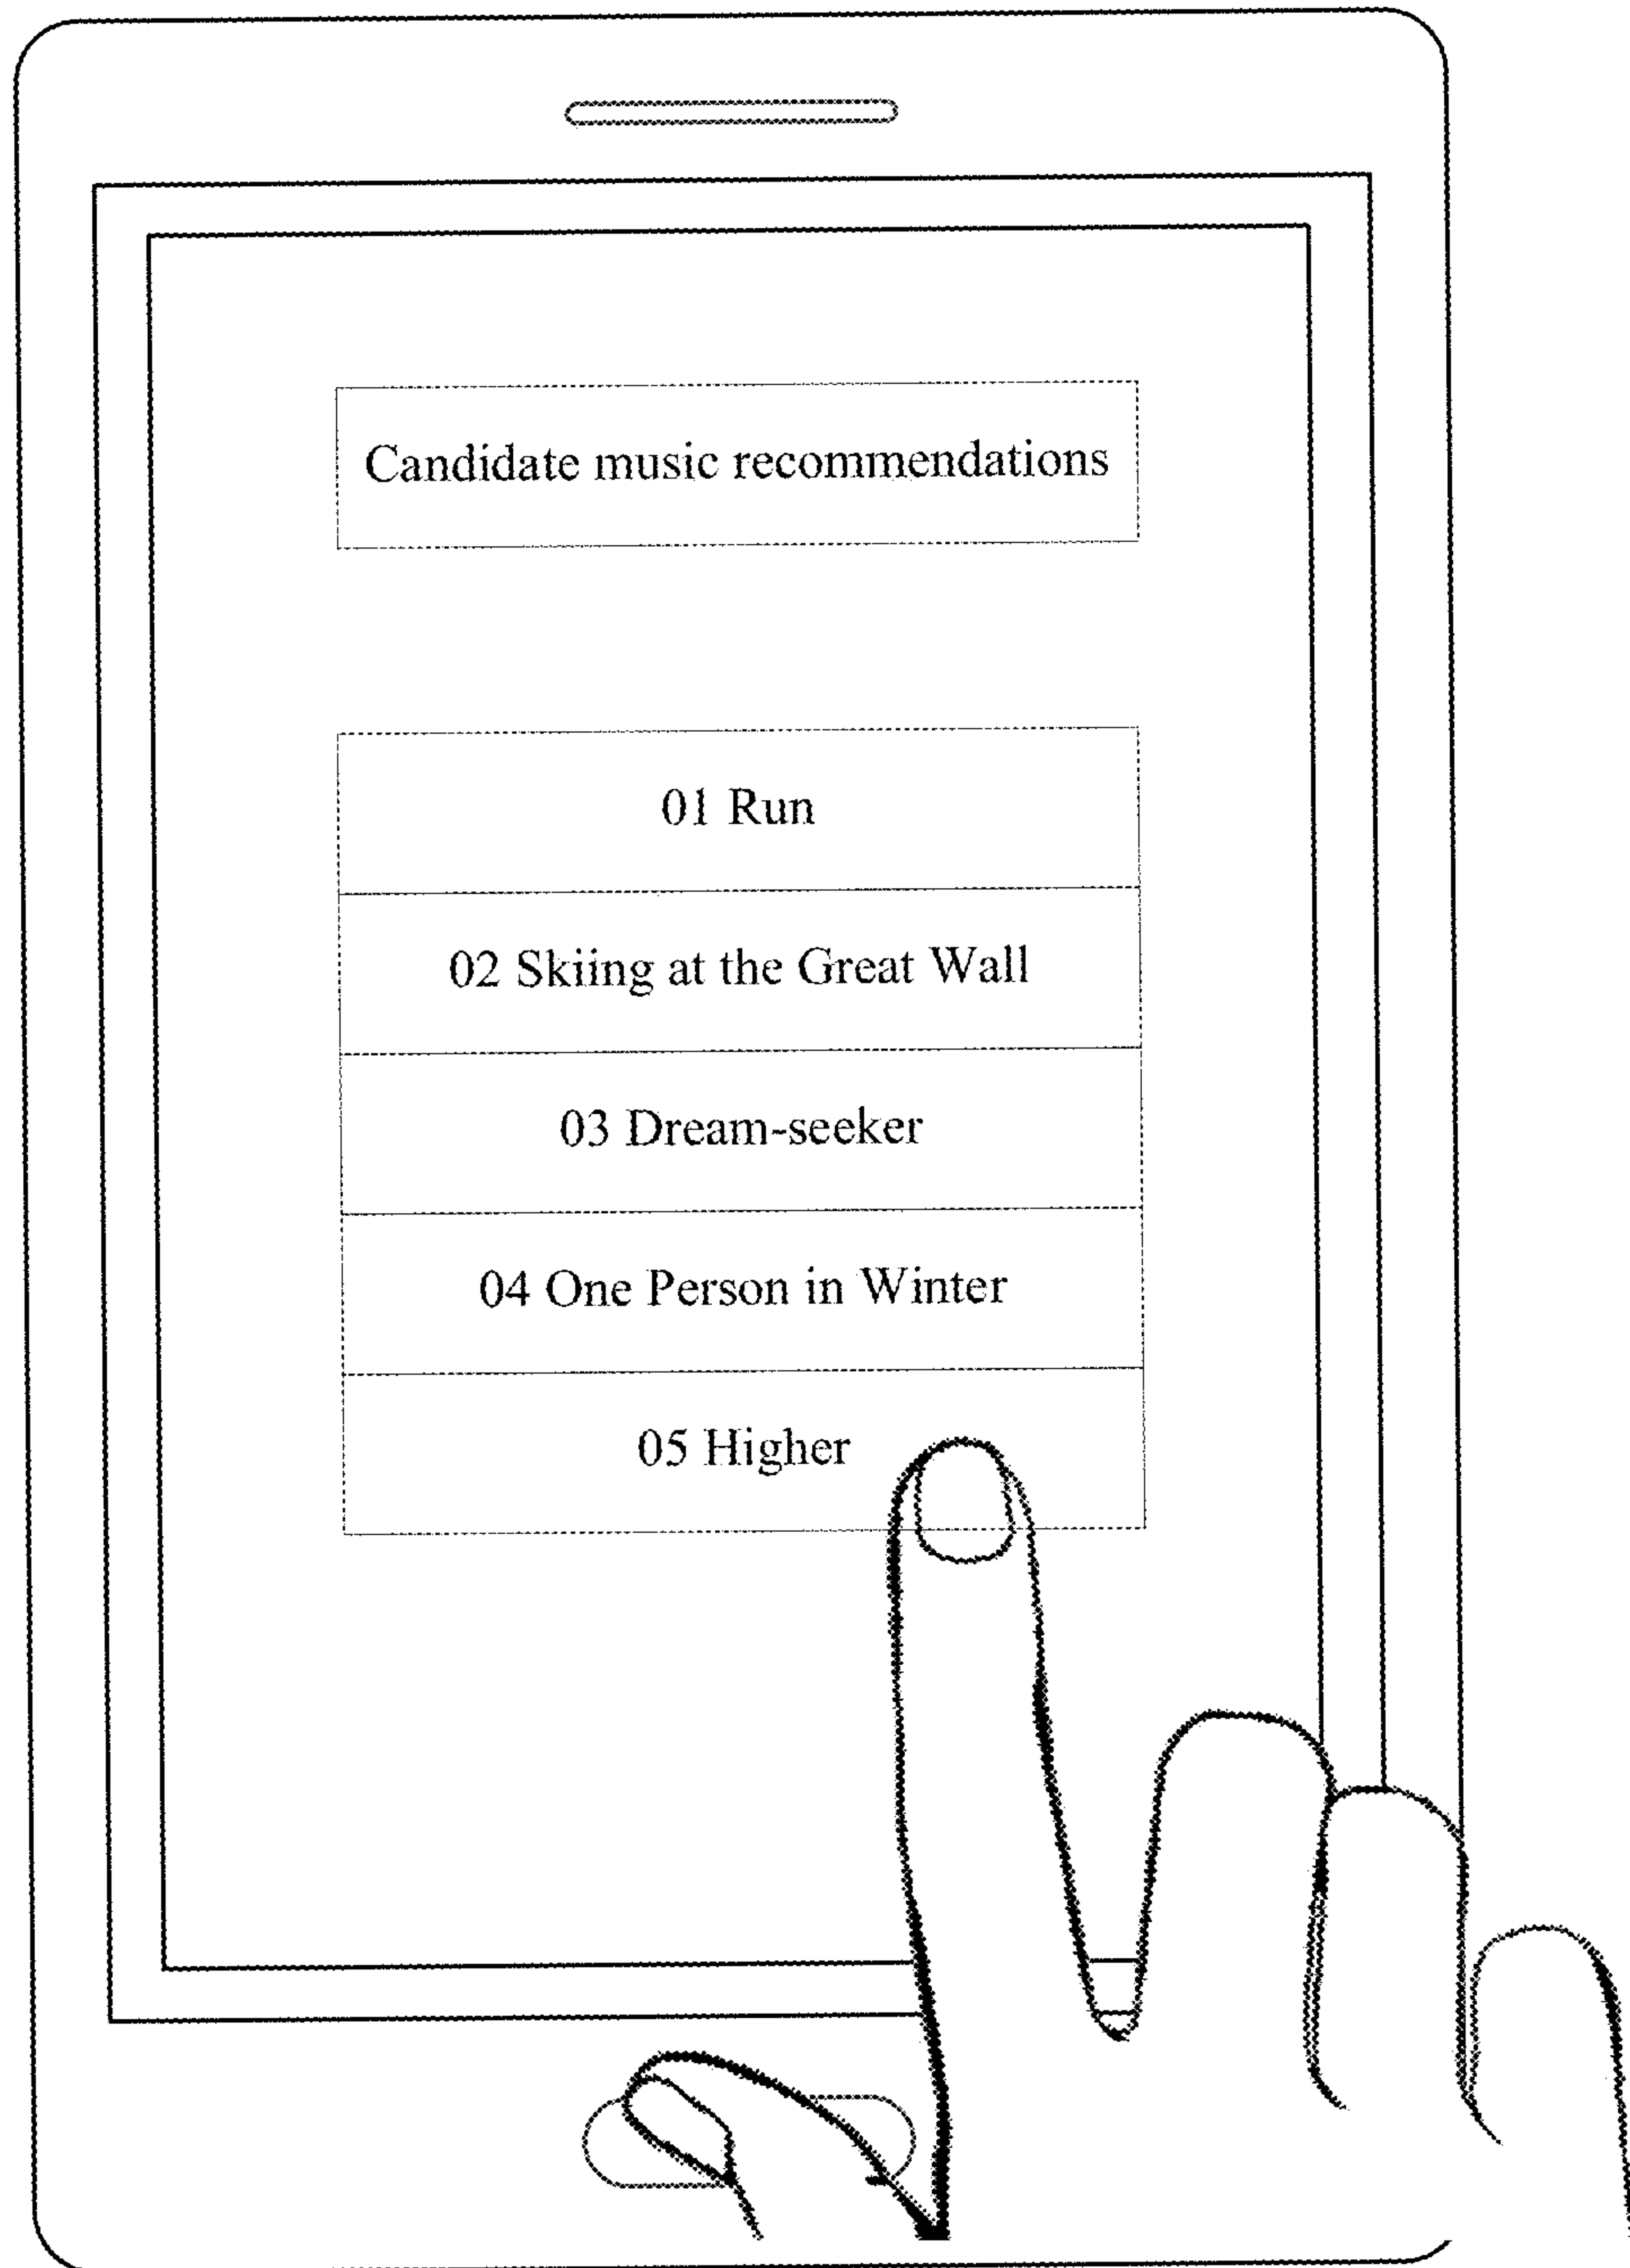 Candidate music recommendations
01 Run
02 Skiing at the Great Wall
03 Dream-seeker
04 One Person in Winter
05 Higher